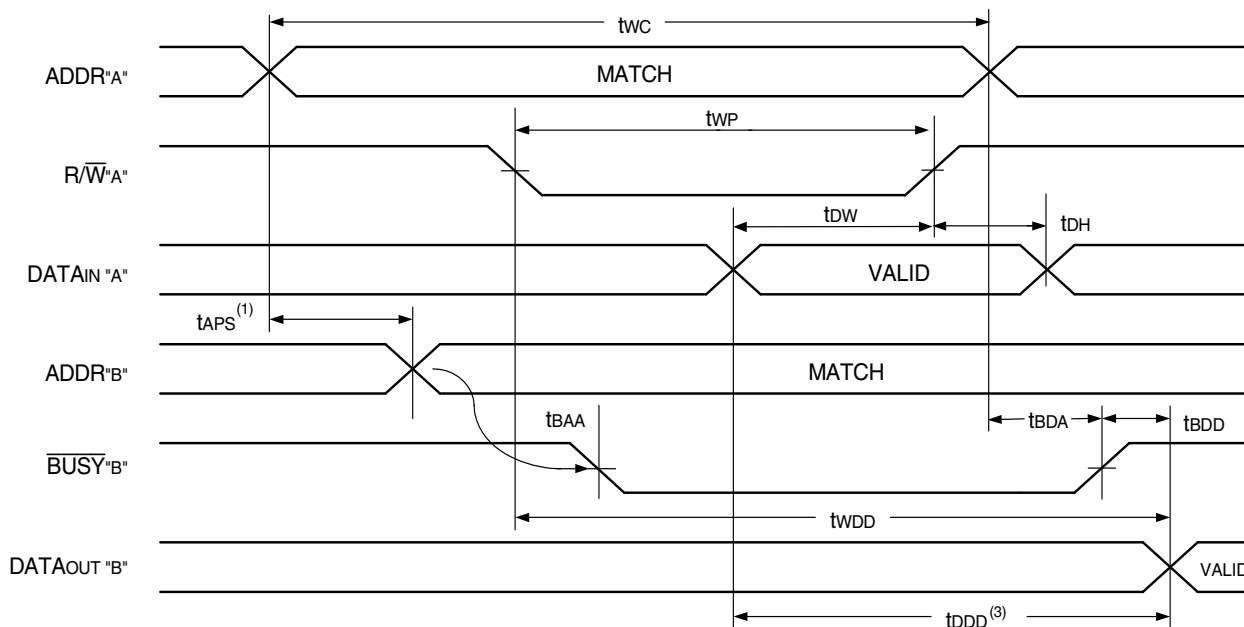 tWC
ADDR"A"
MATCH
tWP
R/W"A"
tDW
tDH
DATAIN "A"
VALID
tAPS(1)
ADDR"B"
MATCH
tBAA
tBDA
tBDD
BUSY"B"
tWDD
DATAOUT "B"
VALID
tDDD(3)